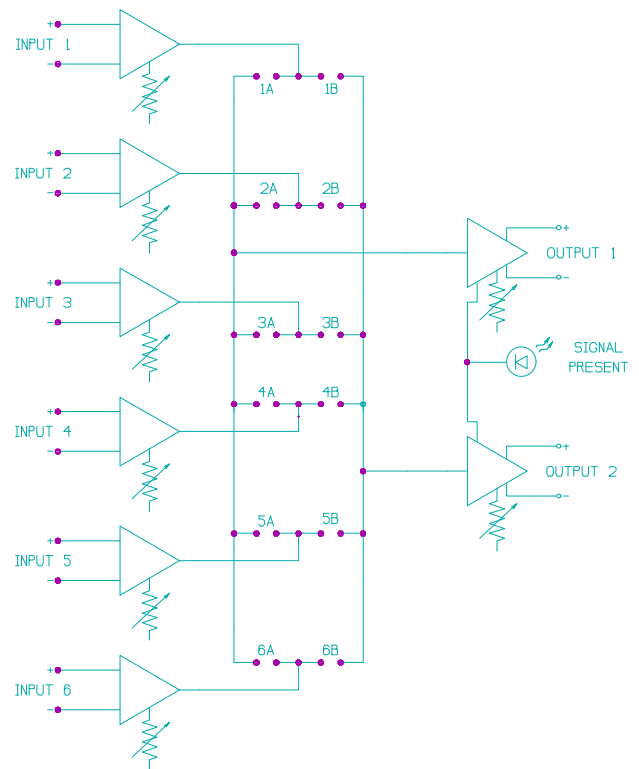 +
INPUT 1
-
1A 1B
+
INPUT 2
-
2A 2B
+
OUTPUT 1
-
+
INPUT 3
-
3A 3B
SIGNAL
PRESENT
4A 4B
+
INPUT 4
-
+
OUTPUT 2
-
5A 5B
+
INPUT 5
-
6A 6B
+
INPUT 6
-